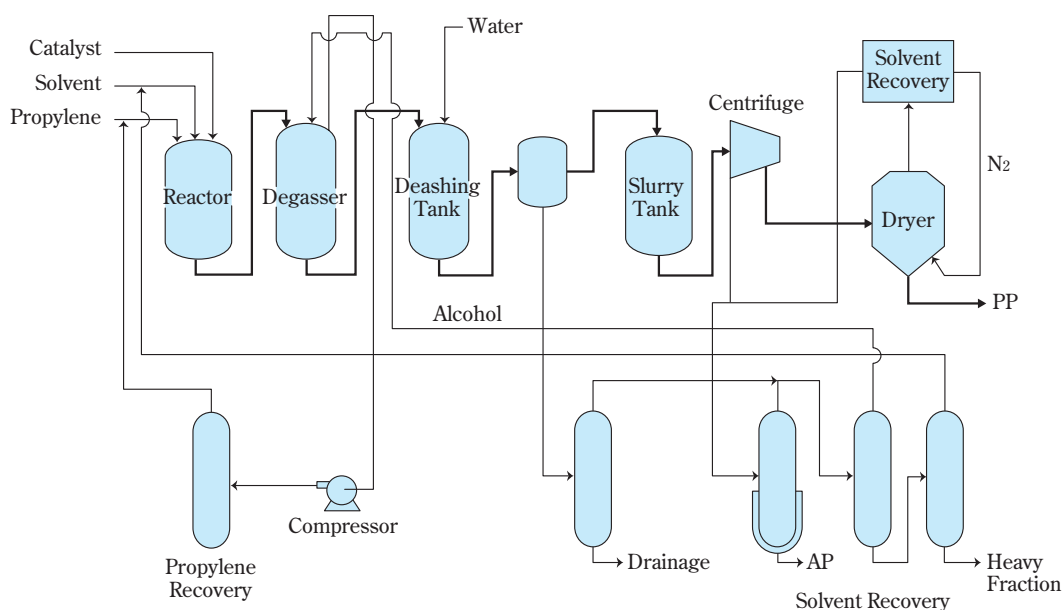 Water
Catalyst
Solvent
Propylene
Solvent
Recovery
Centrifuge
N2
Reactor
Degasser
Deashing
Tank
Slurry
Tank
Dryer
PP
Alcohol
Compressor
Propylene
Recovery
Drainage
AP
Heavy
Fraction
Solvent Recovery